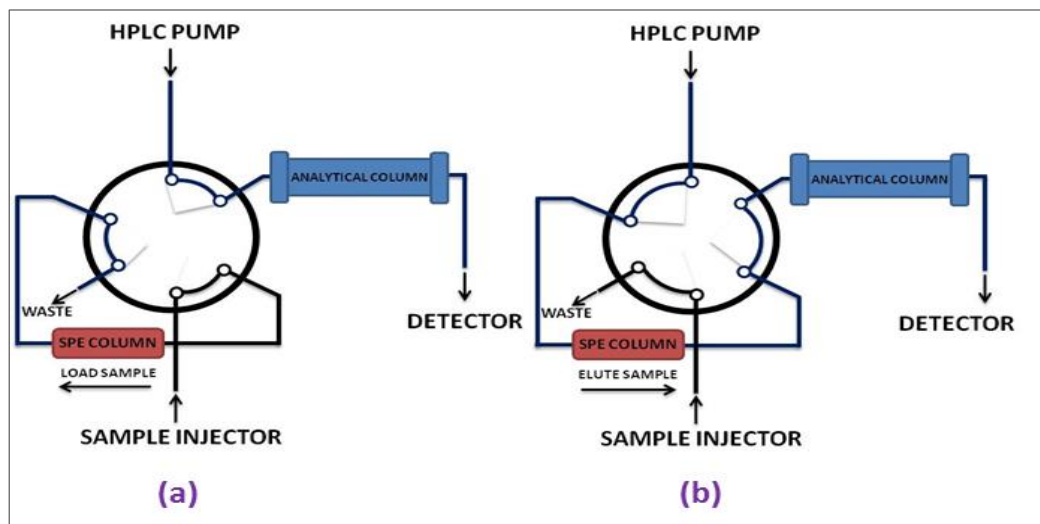 HPLC PUMP
ANALYTICAL COLUMN
WASTE
DETECTOR
SPE COLUMN
LOAD SAMPLE
SAMPLE INJECTOR
(a)
HPLC PUMP
ANALYTICAL COLUMN
WASTE
DETECTOR
SPE COLUMN
ELUTE SAMPLE
SAMPLE INJECTOR
(b)